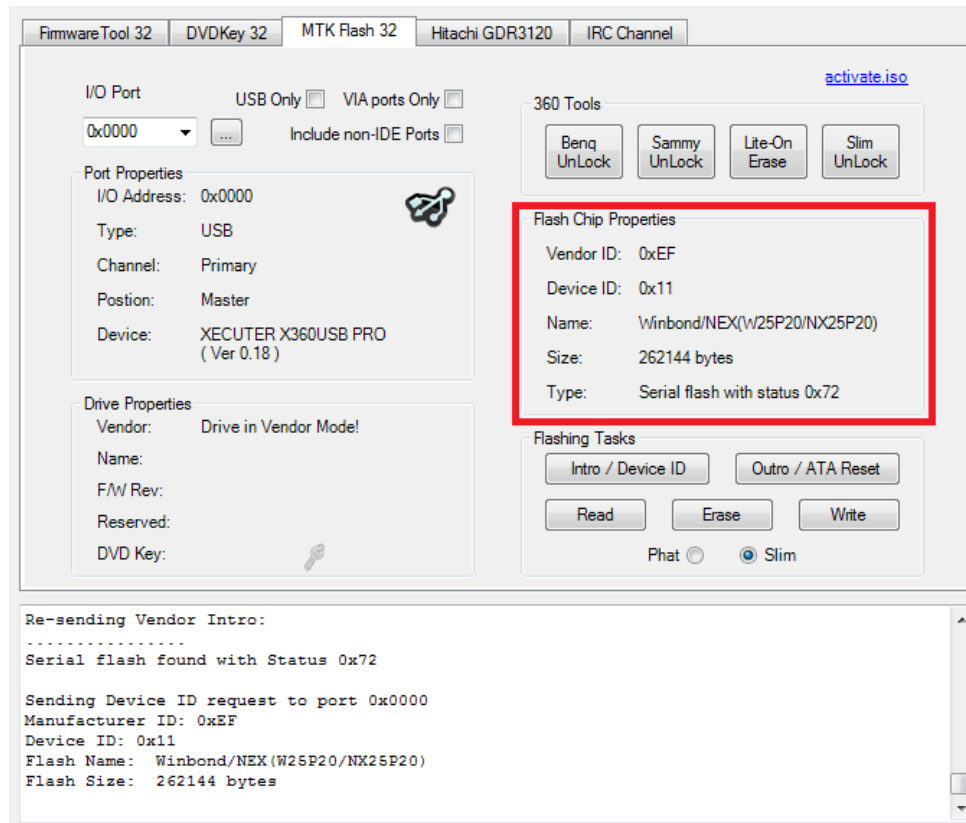 FirmwareTool 32 DVDKey 32 MTK Flash 32 Hitachi GDR3120 IRC Channel
activate.iso
I/O Port
USB Only VIA ports Only
0x0000 ...
Include non-IDE Ports
Port Properties
I/O Address: 0x0000
Type: USB
Channel: Primary
Postion: Master
Device: XECUTER X360USB PRO
( Ver 0.18 )
Drive Properties
Vendor: Drive in Vendor Mode!
Name:
F/W Rev:
Reserved:
DVD Key:
360 Tools
Benq
UnLock
Sammy
UnLock
Lite-On
Erase
Slim
UnLock
Flash Chip Properties
Vendor ID: 0xEF
Device ID: 0x11
Name: Winbond/NEX(W25P20/NX25P20)
Size: 262144 bytes
Type: Serial flash with status 0x72
Flashing Tasks
Intro / Device ID Outro / ATA Reset
Read Erase Write
Phat Slim
Re-sending Vendor Intro:
................
Serial flash found with Status 0x72
Sending Device ID request to port 0x0000
Manufacturer ID: 0xEF
Device ID: 0x11
Flash Name: Winbond/NEX(W25P20/NX25P20)
Flash Size: 262144 bytes